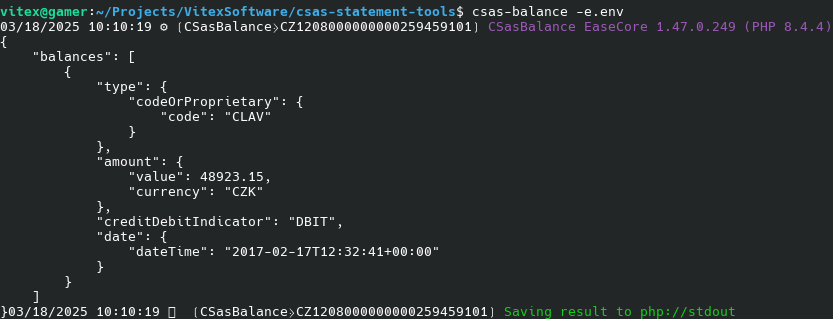 vitex@gamer:~/Projects/VitexSoftware/csas-statement-tools$ csas-balance -e.env
03/18/2025 10:10:19 ⚙ ❲CSasBalance⦒CZ1208000000000259459101❳ CSasBalance EaseCore 1.47.0.249 (PHP 8.4.4)
{
    "balances": [
        {
            "type": {
                "codeOrProprietary": {
                    "code": "CLAV"
                }
            },
            "amount": {
                "value": 48923.15,
                "currency": "CZK"
            },
            "creditDebitIndicator": "DBIT",
            "date": {
                "dateTime": "2017-02-17T12:32:41+00:00"
            }
        }
    ]
}03/18/2025 10:10:19 ❲CSasBalance⦒CZ1208000000000259459101❳ Saving result to php://stdout